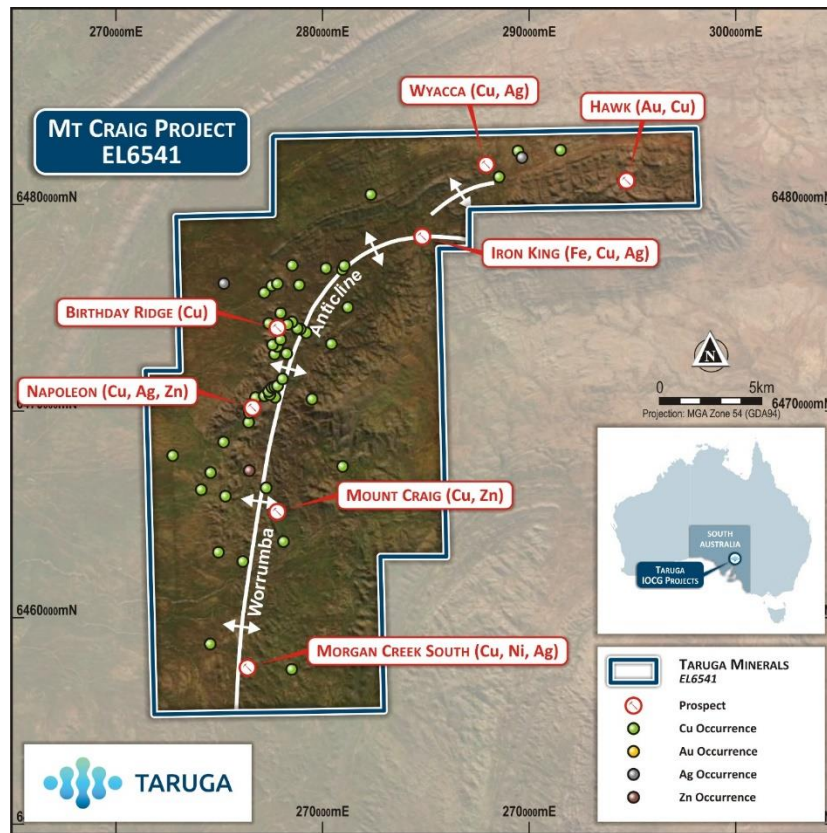 270000mE
280000mE
290000mE
300000mE
WYACCA (Cu, Ag)
HAWK (Au, Cu)
MT CRAIG PROJECT
EL6541
6480000mN
6480000mN
IRON KING (Fe, Cu, Ag)
Anticline
BIRTHDAY RIDGE (Cu)
N
NAPOLEON (Cu, Ag, Zn)
0
5km
Projection: MGA Zone 54 (GDA94)
6470000mN
6470000mN
MOUNT CRAIG (Cu, Zn)
SOUTH
AUSTRALIA
TARUGA
IOCG PROJECTS
Worrumba
6460000mN
MORGAN CREEK SOUTH (Cu, Ni, Ag)
TARUGA MINERALS
EL6541
Prospect
Cu Occurrence
Au Occurrence
Ag Occurrence
Zn Occurrence
TARUGA
270000mE
270000mE